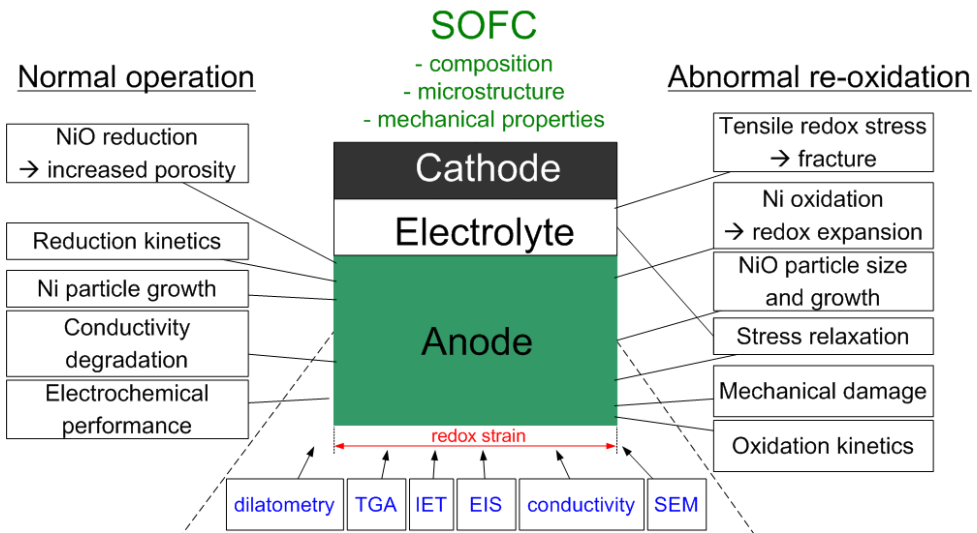 SOFC
- composition
- microstructure
- mechanical properties
Normal operation
NiO reduction
→ increased porosity
Reduction kinetics
Ni particle growth
Conductivity
degradation
Electrochemical
performance
Cathode
Electrolyte
Anode
redox strain
Abnormal re-oxidation
Tensile redox stress
→ fracture
Ni oxidation
→ redox expansion
NiO particle size
and growth
Stress relaxation
Mechanical damage
Oxidation kinetics
dilatometry
TGA
IET
EIS
conductivity
SEM